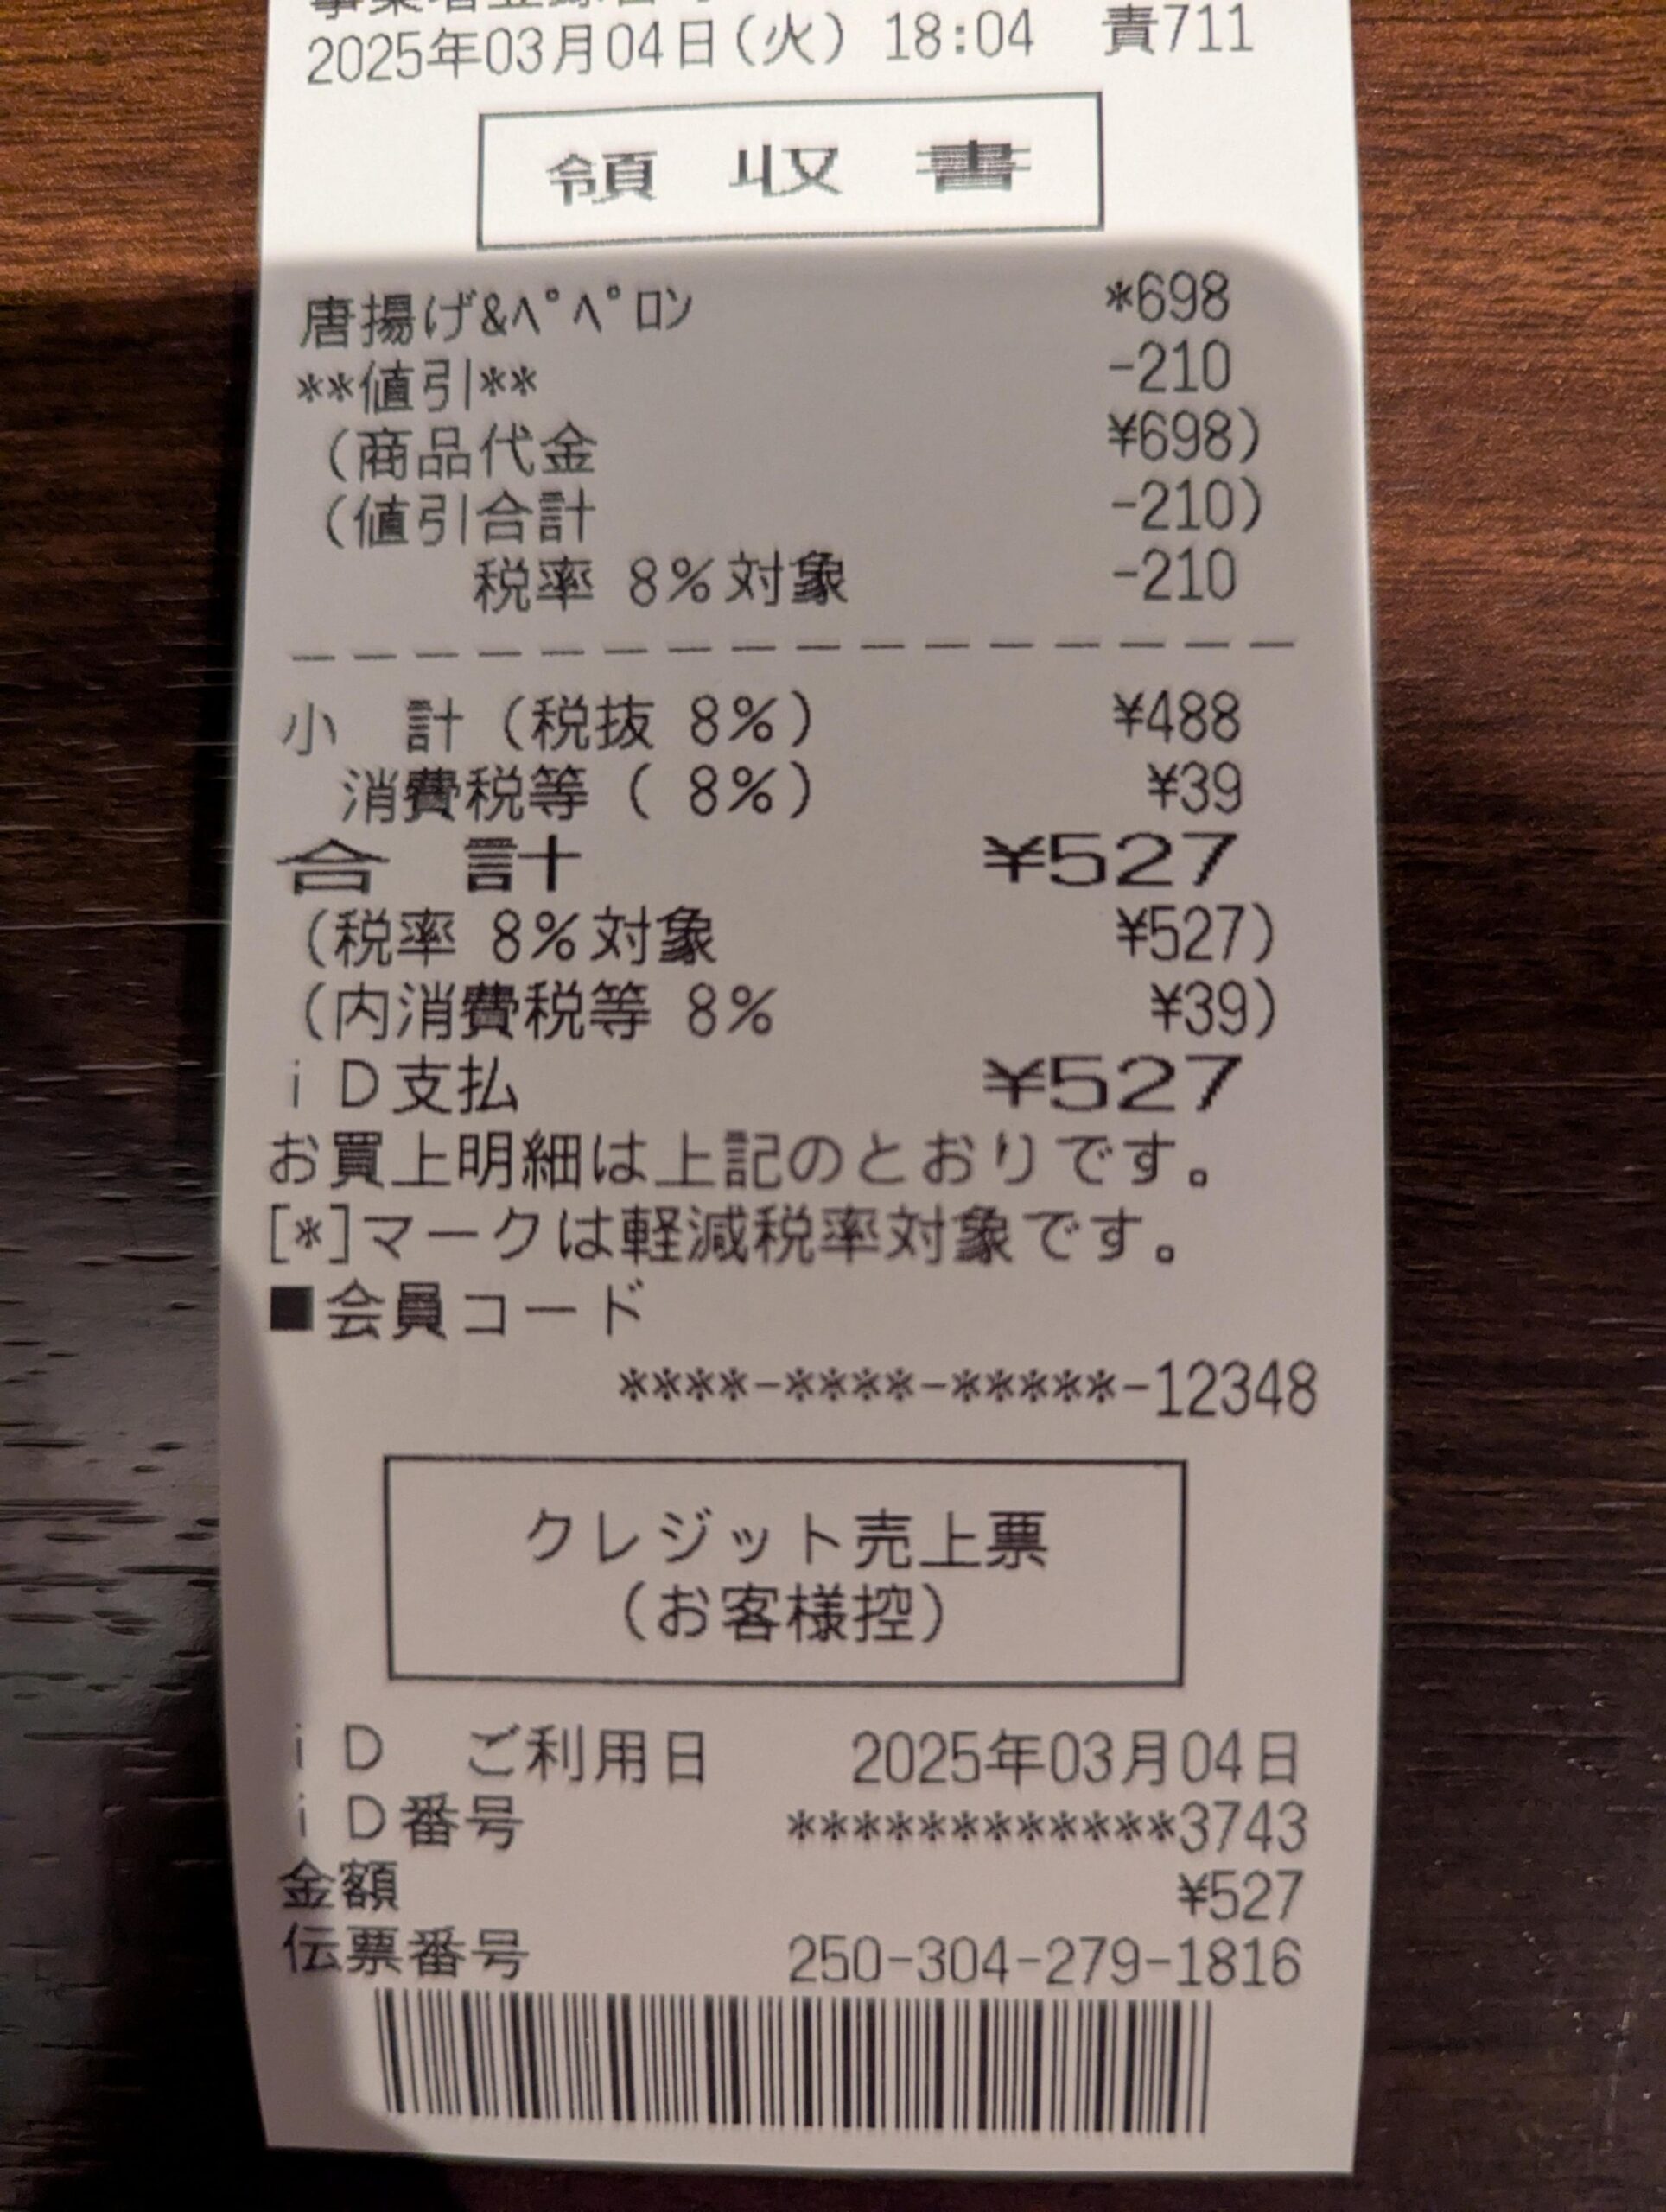 2025年03月04日(火) 18:04 責711
領収書
唐揚げ&ﾍﾟﾍﾟﾛﾝ *698
**値引** -210
(商品代金 ¥698)
(値引合計 -210)
税率 8%対象 -210
小 計(税抜 8%) ¥488
消費税等( 8%) ¥39
合 計 ¥527
(税率 8%対象 ¥527)
(内消費税等 8% ¥39)
iD支払 ¥527
お買上明細は上記のとおりです。
[*]マークは軽減税率対象です。
■会員コード
****-****-*****-12348
クレジット売上票
(お客様控)
iD ご利用日 2025年03月04日
iD番号 ************3743
金額 ¥527
伝票番号 250-304-279-1816